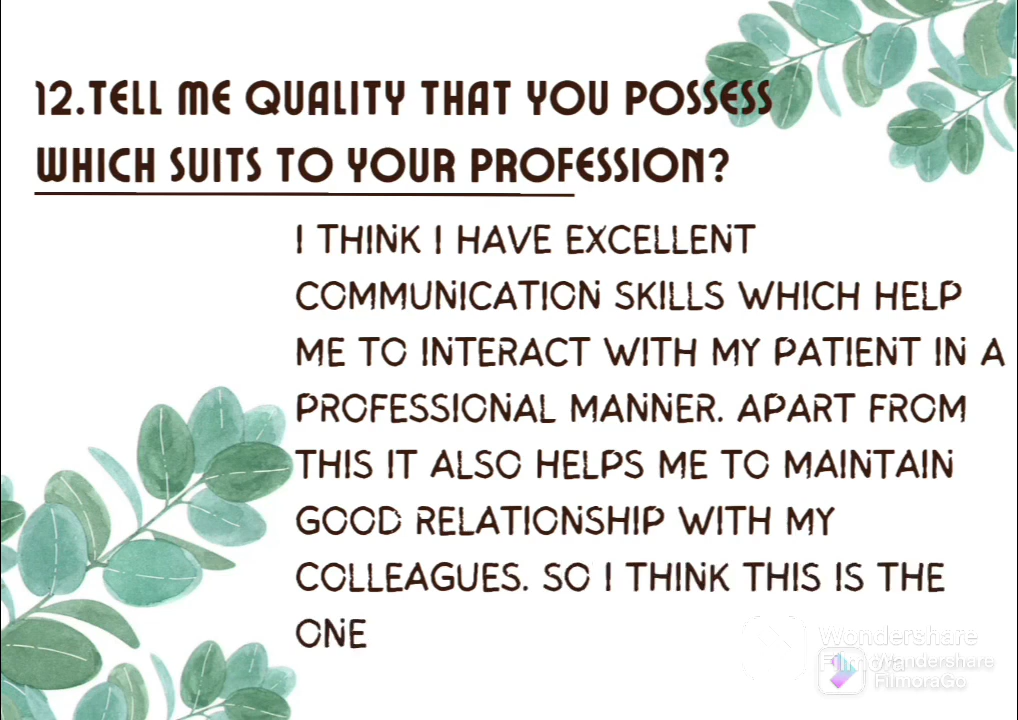 12.TELL ME QUALITY THAT YOU POSSESS
WHICH SUITS TO YOUR PROFESSION?
I THINK I HAVE EXCELLENT
COMMUNICATION SKILLS WHICH HELP
ME TO INTERACT WITH MY PATIENT IN A
PROFESSIONAL MANNER. APART FROM
THIS IT ALSO HELPS ME TO MAINTAIN
GOOD RELATIONSHIP WITH MY
COLLEAGUES. SO I THINK THIS IS THE
ONE
Wondershare
Filmora
Wondershare
FilmoraGo